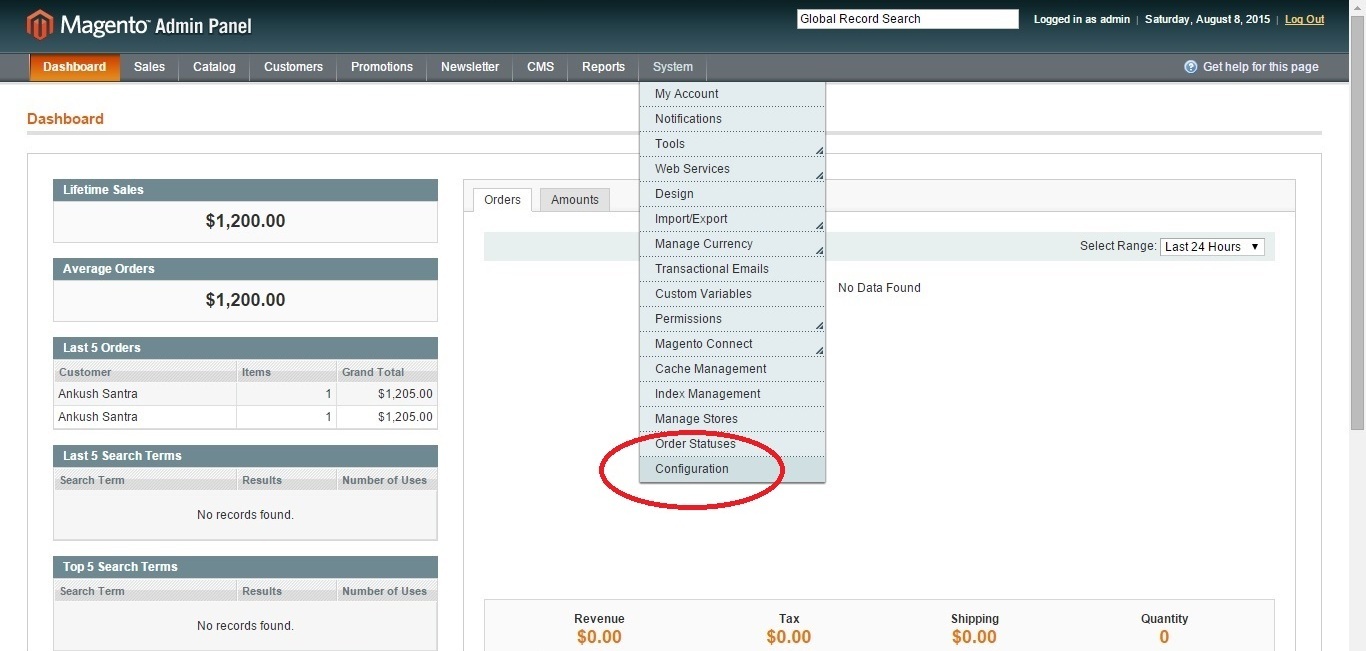 Magento Admin Panel
Global Record Search
Logged in as admin | Saturday, August 8, 2015 | Log Out
Dashboard Sales Catalog Customers Promotions Newsletter CMS Reports System
Get help for this page
My Account
Notifications
Tools
Web Services
Design
Import/Export
Manage Currency
Transactional Emails
Custom Variables
Permissions
Magento Connect
Cache Management
Index Management
Manage Stores
Order Statuses
Configuration
Dashboard
Lifetime Sales
$1,200.00
Average Orders
$1,200.00
Last 5 Orders
Customer Items Grand Total
Ankush Santra 1 $1,205.00
Ankush Santra 1 $1,205.00
Last 5 Search Terms
Search Term Results Number of Uses
No records found.
Top 5 Search Terms
Search Term Results Number of Uses
No records found.
Orders Amounts
Select Range: Last 24 Hours
No Data Found
Revenue Tax Shipping Quantity
$0.00 $0.00 $0.00 0